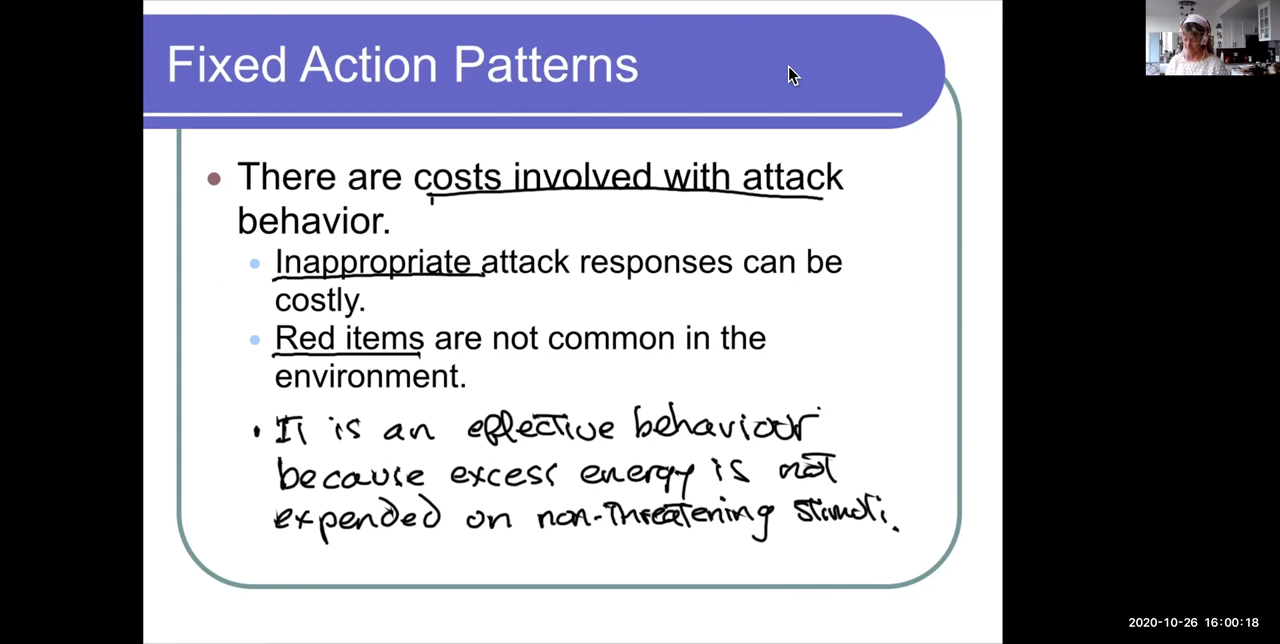 Fixed Action Patterns
There are costs involved with attack
behavior.
Inappropriate attack responses can be
costly.
Red items are not common in the
environment.
It is an effective behaviour
because excess energy is not
expended on non-threatening stimuli.
2020-10-26 16:00:18